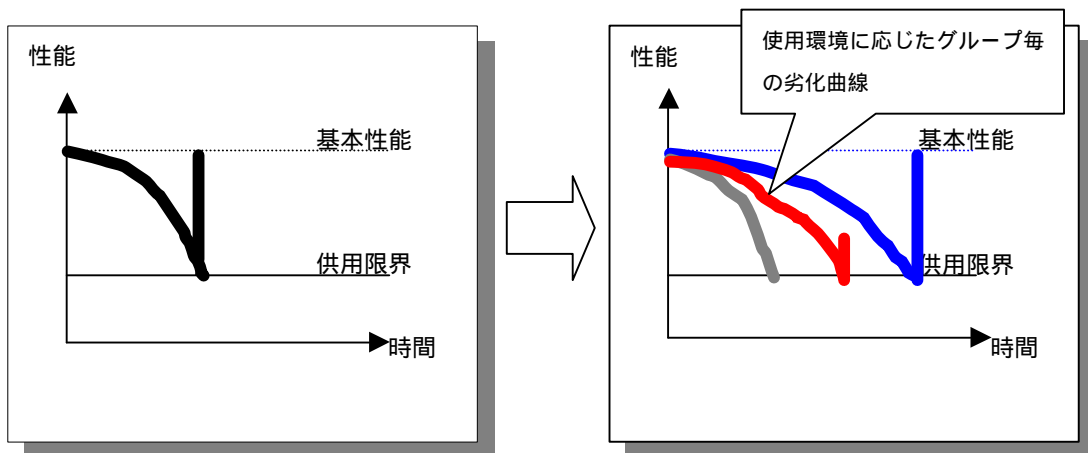 性能
基本性能
供用限界
時間
使用環境に応じたグループ毎
の劣化曲線
性能
基本性能
供用限界
時間